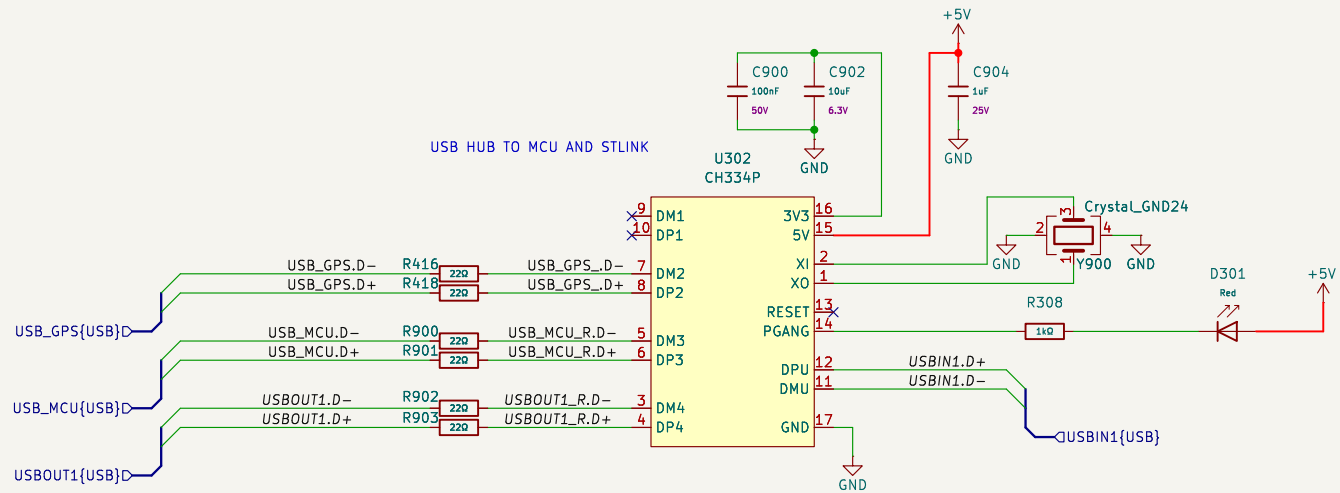 +5V
C900
100nF
50V
C902
10uF
6.3V
C904
1uF
25V
GND
GND
USB HUB TO MCU AND STLINK
U302
CH334P
9
DM1
10
DP1
7
DM2
8
DP2
5
DM3
6
DP3
3
DM4
4
DP4
3V3
16
5V
15
XI
2
XO
1
RESET
13
PGANG
14
DPU
12
DMU
11
GND
17
GND
USB_GPS.D-
R416
22Ω
USB_GPS_.D-
USB_GPS.D+
R418
22Ω
USB_GPS_.D+
USB_GPS{USB}
USB_MCU.D-
R900
22Ω
USB_MCU_R.D-
USB_MCU.D+
R901
22Ω
USB_MCU_R.D+
USB_MCU{USB}
USBOUT1.D-
R902
22Ω
USBOUT1_R.D-
USBOUT1.D+
R903
22Ω
USBOUT1_R.D+
USBOUT1{USB}
Crystal_GND24
3
2
4
1
Y900
GND
GND
R308
1kΩ
D301
Red
+5V
USBIN1.D+
USBIN1.D-
USBIN1{USB}